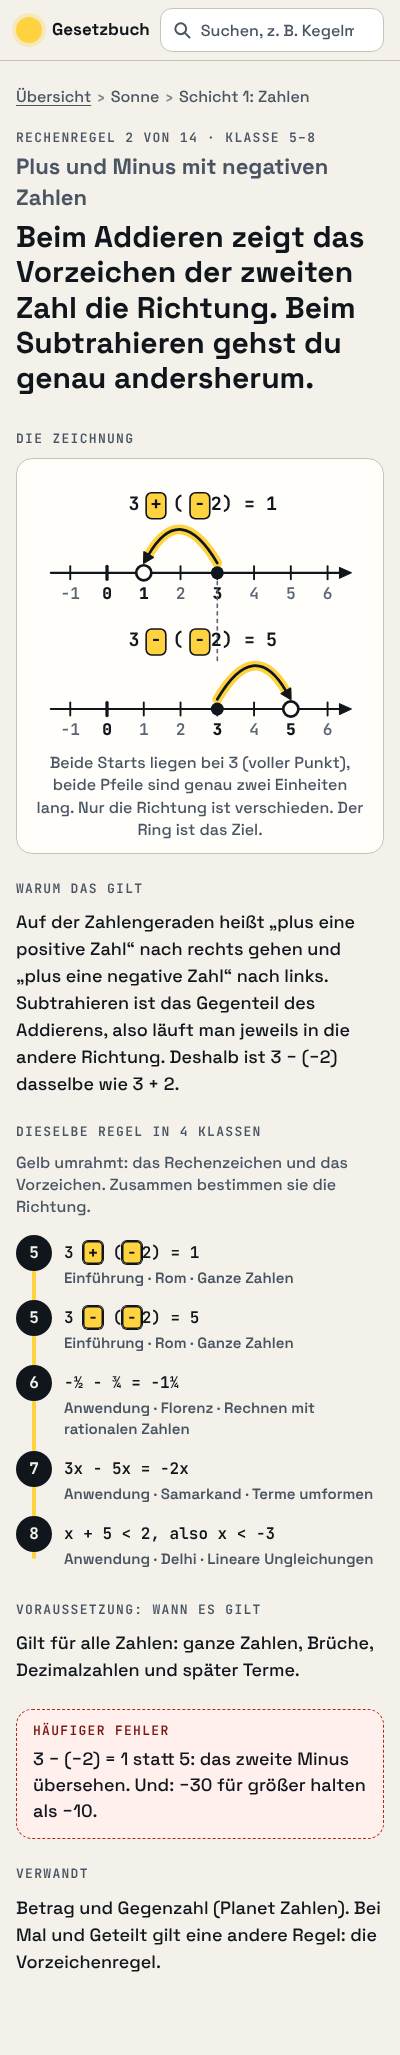 Gesetzbuch
Suchen, z. B. Kegelm
Übersicht > Sonne > Schicht 1: Zahlen
RECHENREGEL 2 VON 14 · KLASSE 5–8
Plus und Minus mit negativen
Zahlen
Beim Addieren zeigt das
Vorzeichen der zweiten
Zahl die Richtung. Beim
Subtrahieren gehst du
genau andersherum.
DIE ZEICHNUNG
3 + ( -2) = 1
-1 0 1 2 3 4 5 6
3 - ( -2) = 5
-1 0 1 2 3 4 5 6
Beide Starts liegen bei 3 (voller Punkt),
beide Pfeile sind genau zwei Einheiten
lang. Nur die Richtung ist verschieden. Der
Ring ist das Ziel.
WARUM DAS GILT
Auf der Zahlengeraden heißt „plus eine
positive Zahl“ nach rechts gehen und
„plus eine negative Zahl“ nach links.
Subtrahieren ist das Gegenteil des
Addierens, also läuft man jeweils in die
andere Richtung. Deshalb ist 3 − (−2)
dasselbe wie 3 + 2.
DIESELBE REGEL IN 4 KLASSEN
Gelb umrahmt: das Rechenzeichen und das
Vorzeichen. Zusammen bestimmen sie die
Richtung.
5 3 + (-2) = 1
Einführung · Rom · Ganze Zahlen
5 3 - (-2) = 5
Einführung · Rom · Ganze Zahlen
6 -½ - ¾ = -1¼
Anwendung · Florenz · Rechnen mit
rationalen Zahlen
7 3x - 5x = -2x
Anwendung · Samarkand · Terme umformen
8 x + 5 < 2, also x < -3
Anwendung · Delhi · Lineare Ungleichungen
VORAUSSETZUNG: WANN ES GILT
Gilt für alle Zahlen: ganze Zahlen, Brüche,
Dezimalzahlen und später Terme.
HÄUFIGER FEHLER
3 − (−2) = 1 statt 5: das zweite Minus
übersehen. Und: −30 für größer halten
als −10.
VERWANDT
Betrag und Gegenzahl (Planet Zahlen). Bei
Mal und Geteilt gilt eine andere Regel: die
Vorzeichenregel.